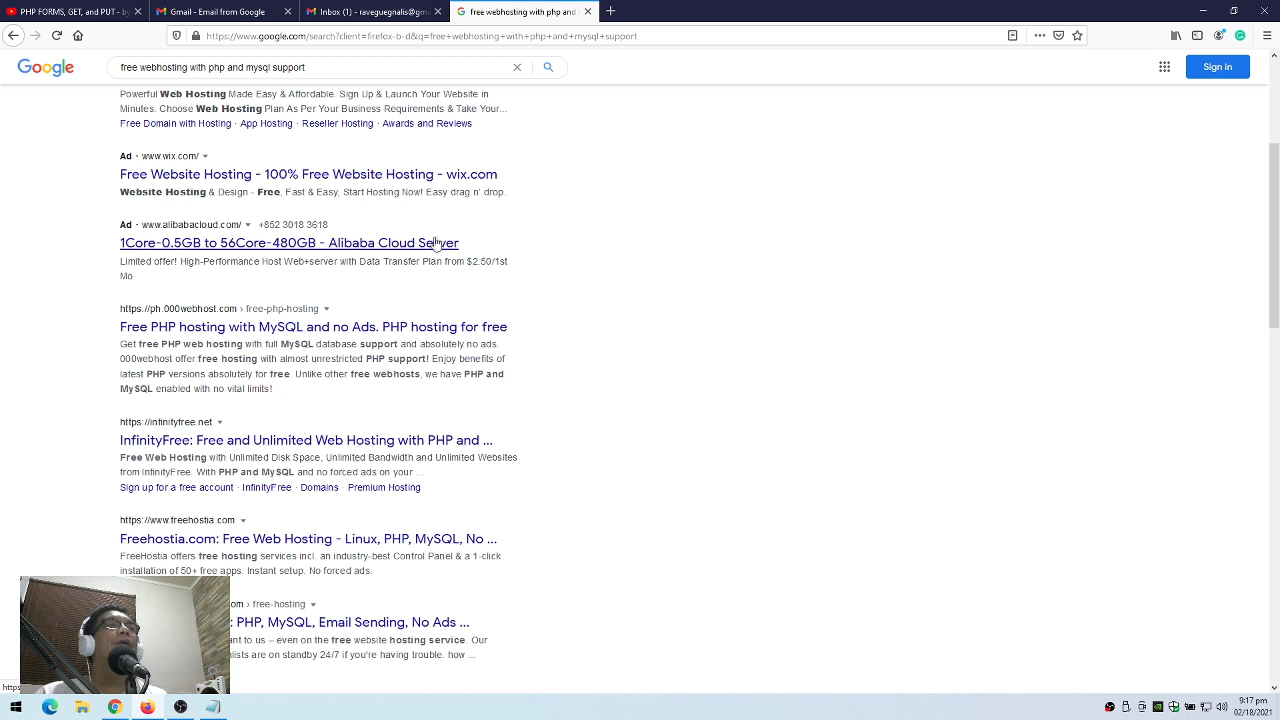 PHP FORMS, GET, and PUT - b
Gmail - Email from Google
Inbox (1) - raveguegnalis@gm
free webhosting with php and
https://www.google.com/search?client=firefox-b-d&q=free+webhosting+with+php+and+mysql+support
Google
free webhosting with php and mysql support
Sign in
Powerful Web Hosting Made Easy & Affordable. Sign Up & Launch Your Website in
Minutes. Choose Web Hosting Plan As Per Your Business Requirements & Take Your...
Free Domain with Hosting · App Hosting · Reseller Hosting · Awards and Reviews
Ad · www.wix.com/
Free Website Hosting - 100% Free Website Hosting - wix.com
Website Hosting & Design - Free, Fast & Easy, Start Hosting Now! Easy drag n' drop.
Ad · www.alibabacloud.com/ +852 3018 3618
1Core-0.5GB to 56Core-480GB - Alibaba Cloud Server
Limited offer! High-Performance Host Web+server with Data Transfer Plan from $2.50/1st
Mo
https://ph.000webhost.com › free-php-hosting
Free PHP hosting with MySQL and no Ads. PHP hosting for free
Get free PHP web hosting with full MySQL database support and absolutely no ads.
000webhost offer free hosting with almost unrestricted PHP support! Enjoy benefits of
latest PHP versions absolutely for free. Unlike other free webhosts, we have PHP and
MySQL enabled with no vital limits!
https://infinityfree.net
InfinityFree: Free and Unlimited Web Hosting with PHP and ...
Free Web Hosting with Unlimited Disk Space, Unlimited Bandwidth and Unlimited Websites
from InfinityFree. With PHP and MySQL and no forced ads on your ...
Sign up for a free account · InfinityFree · Domains · Premium Hosting
https://www.freehostia.com
Freehostia.com: Free Web Hosting - Linux, PHP, MySQL, No ...
FreeHostia offers free hosting services incl. an industry-best Control Panel & a 1-click
installation of 50+ free apps. Instant setup. No forced ads.
om › free-hosting
: PHP, MySQL, Email Sending, No Ads ...
ant to us – even on the free website hosting service. Our
alists are on standby 24/7 if you're having trouble. how ...
https
9:17 pm
02/18/2021